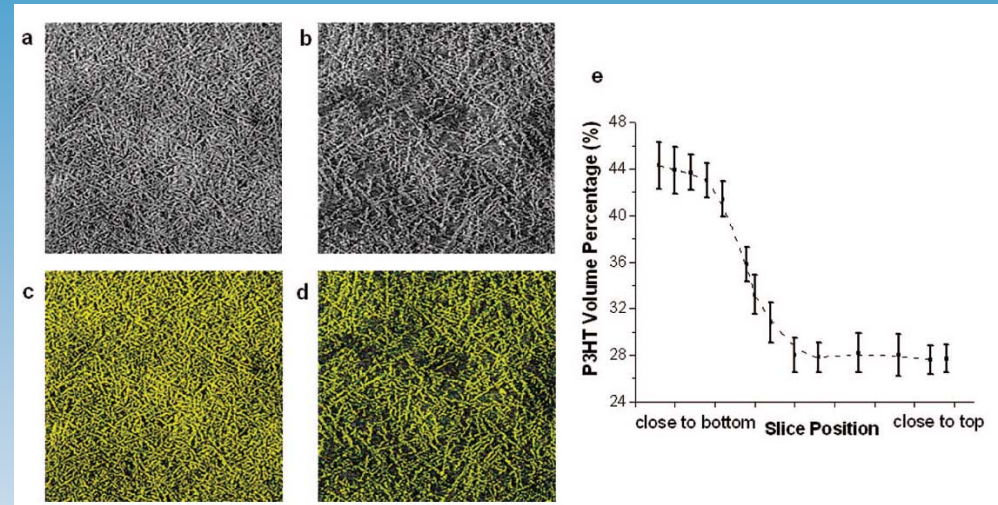 a
b
c
d
e
P3HT Volume Percentage (%)
48
44
40
36
32
28
24
close to bottom
Slice Position
close to top